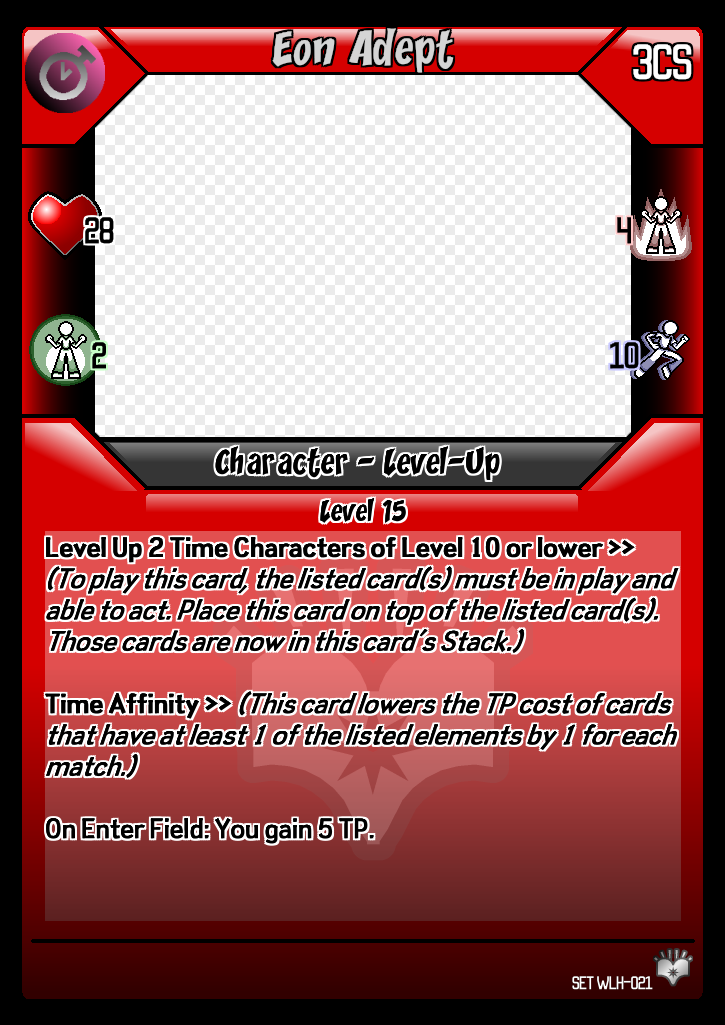 Eon Adept
3CS
28
4
2
10
Character - Level-Up
Level 15
Level Up 2 Time Characters of Level 10 or lower >>
(To play this card, the listed card(s) must be in play and
able to act. Place this card on top of the listed card(s).
Those cards are now in this card's Stack.)
Time Affinity >> (This card lowers the TP cost of cards
that have at least 1 of the listed elements by 1 for each
match.)
On Enter Field: You gain 5 TP.
SET WLH-021